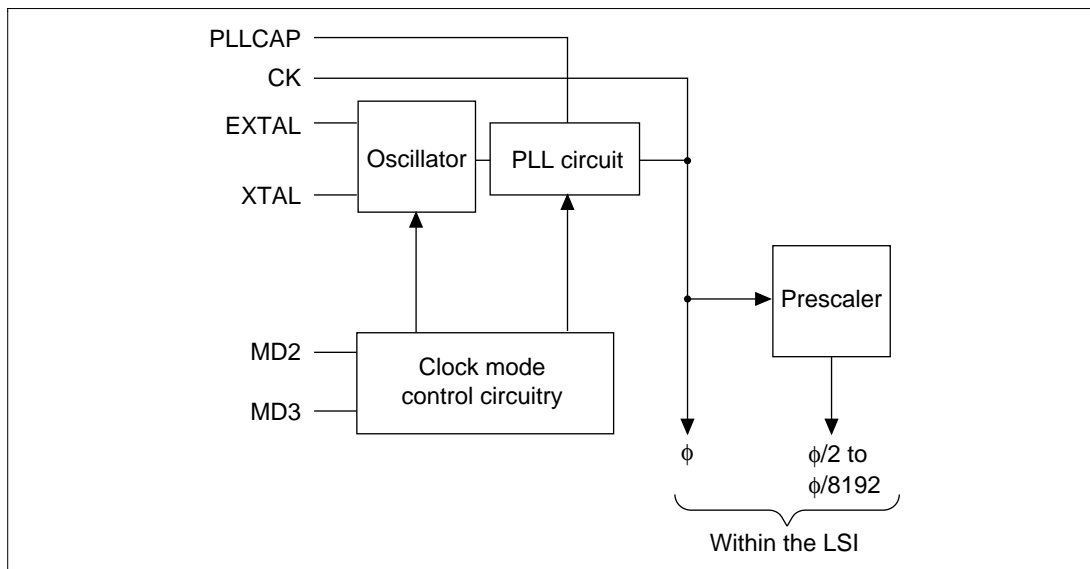 PLLCAP
CK
EXTAL
XTAL
Oscillator
PLL circuit
Prescaler
MD2
MD3
Clock mode
control circuitry
ϕ
ϕ/2 to
ϕ/8192
Within the LSI